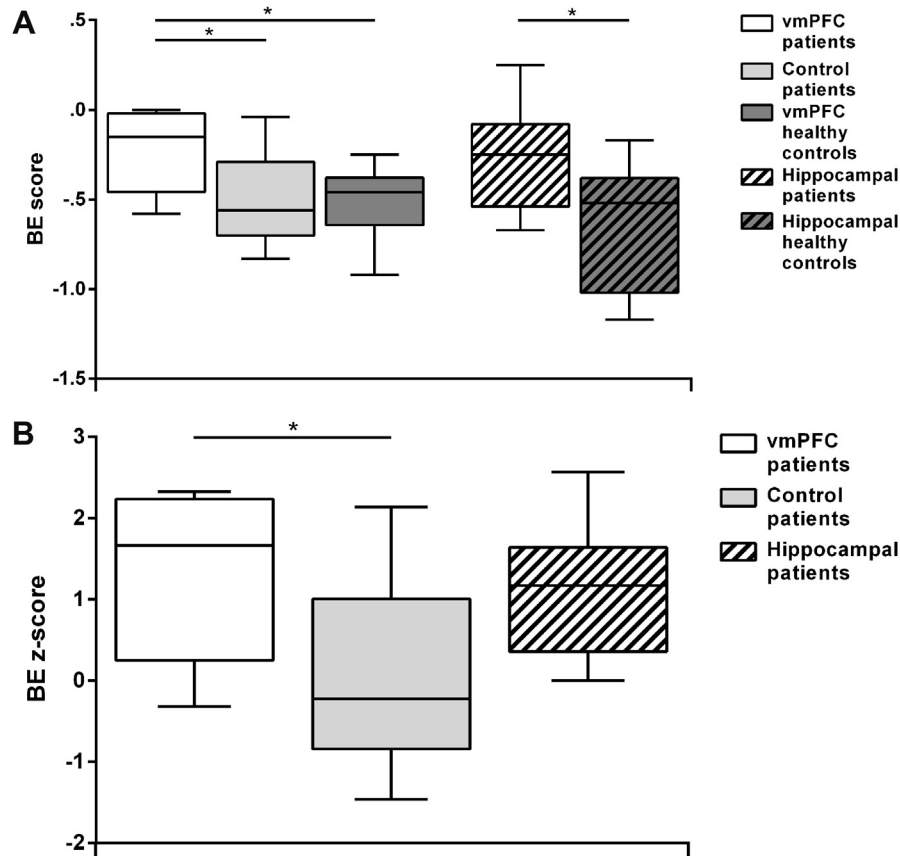 A
BE score
.5
.0
-.5
-1.0
-1.5
*
*
*
vmPFC
patients
Control
patients
vmPFC
healthy
controls
Hippocampal
patients
Hippocampal
healthy
controls
B
BE z-score
3
2
1
0
-1
-2
*
vmPFC
patients
Control
patients
Hippocampal
patients